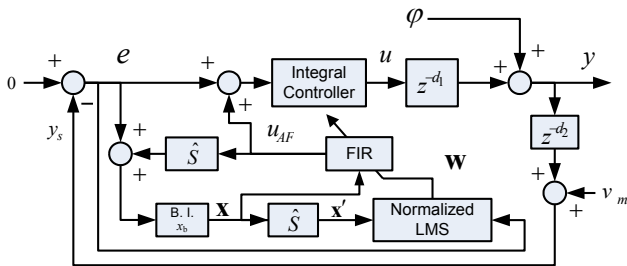 φ
+
0
+
e
+
Integral
Controller
u
z^{-d_1}
+
+
y
−
+
y_s
+
u_{AF}
z^{-d_2}
+
Ŝ
FIR
w
+
+
B. I.
x_b
x
Ŝ
x′
Normalized
LMS
+
v_m